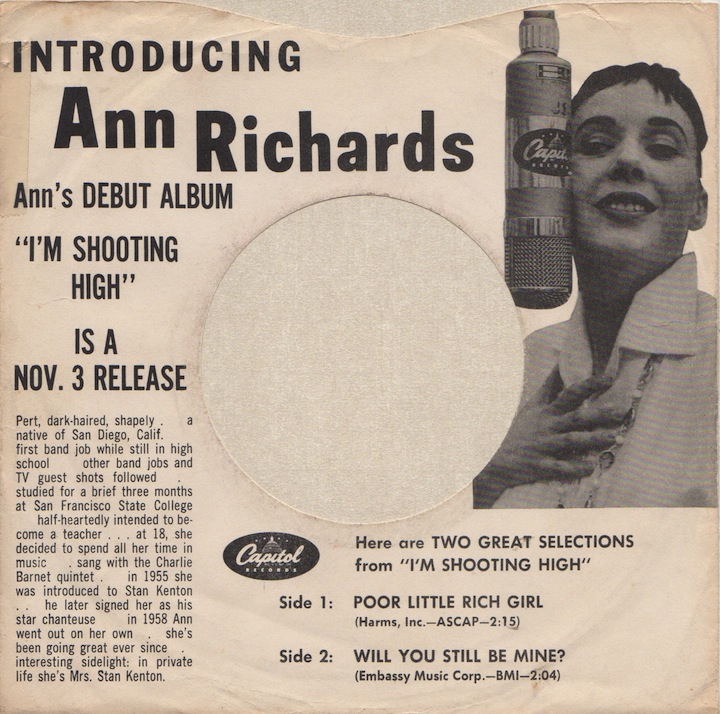 INTRODUCING
Ann Richards
Ann's DEBUT ALBUM
"I'M SHOOTING
HIGH"
IS A
NOV. 3 RELEASE
Pert, dark-haired, shapely . a
native of San Diego, Calif.
first band job while still in high
school other band jobs and
TV guest shots followed .
studied for a brief three months
at San Francisco State College
half-heartedly intended to be-
come a teacher . . . at 18, she
decided to spend all her time in
music . sang with the Charlie
Barnet quintet . in 1955 she
was introduced to Stan Kenton
. . he later signed her as his
star chanteuse in 1958 Ann
went out on her own . she's
been going great ever since .
interesting sidelight: in private
life she's Mrs. Stan Kenton.
Capitol
RECORDS
Here are TWO GREAT SELECTIONS
from "I'M SHOOTING HIGH"
Side 1: POOR LITTLE RICH GIRL
(Harms, Inc.—ASCAP—2:15)
Side 2: WILL YOU STILL BE MINE?
(Embassy Music Corp.—BMI—2:04)